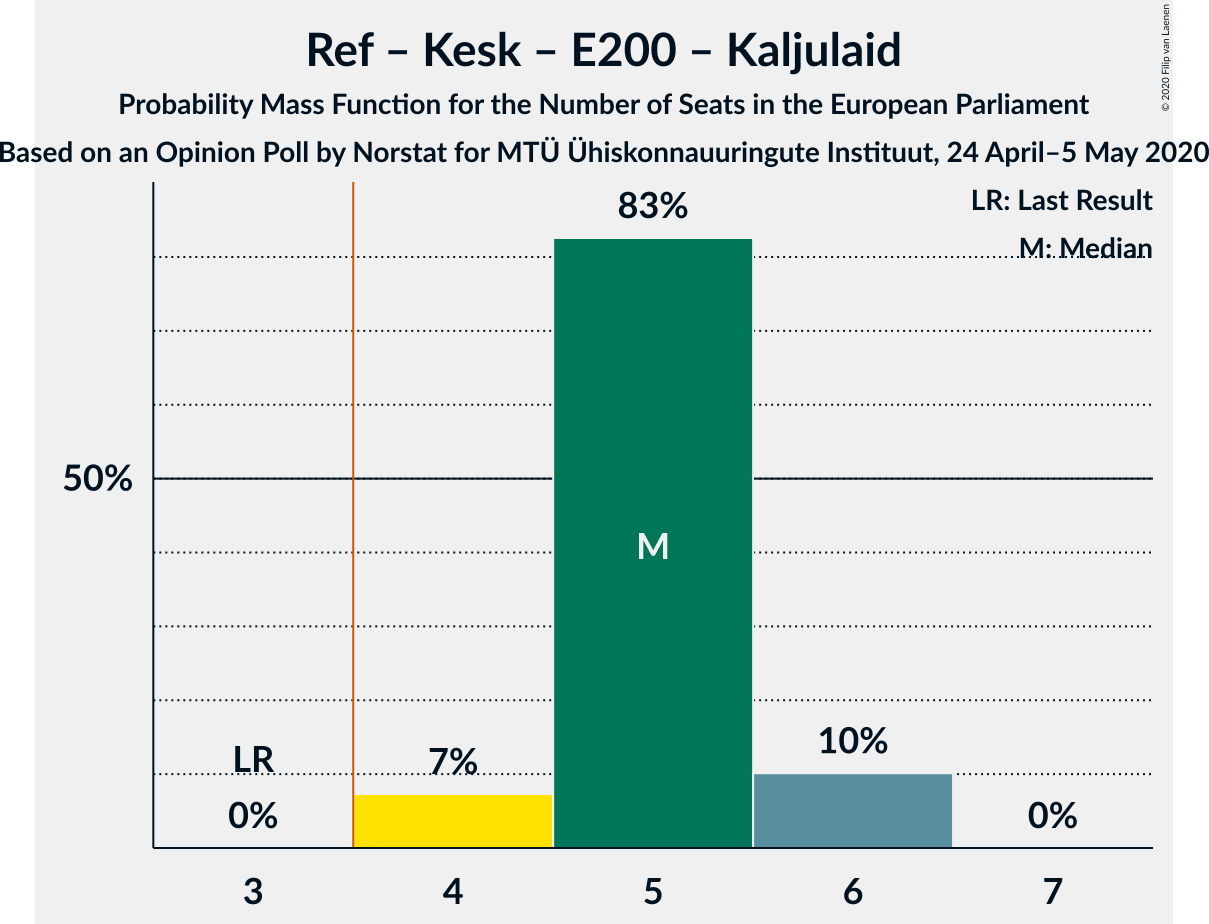 Ref – Kesk – E200 – Kaljulaid
Probability Mass Function for the Number of Seats in the European Parliament
Based on an Opinion Poll by Norstat for MTÜ Ühiskonnauuringute Instituut, 24 April–5 May 2020
© 2020 Filip van Laenen
LR: Last Result
M: Median
83%
50%
M
LR
7%
10%
0%
0%
3 4 5 6 7